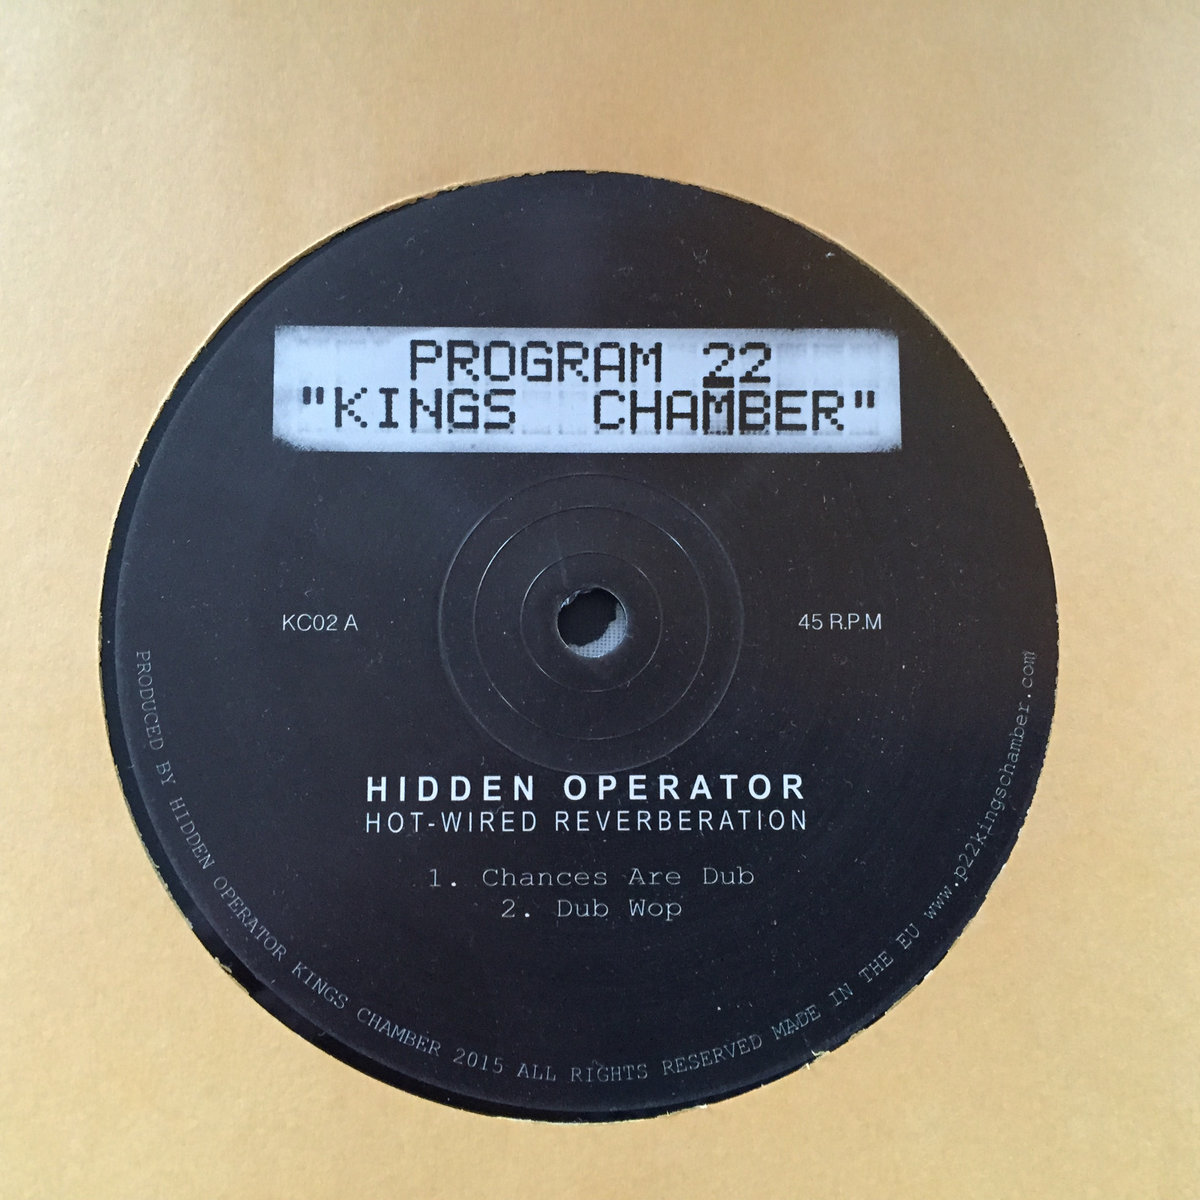 PROGRAM 22
"KINGS CHAMBER"
KC02 A
45 R.P.M
HIDDEN OPERATOR
HOT-WIRED REVERBERATION
1. Chances Are Dub
2. Dub Wop
PRODUCED BY HIDDEN OPERATOR KINGS CHAMBER 2015 ALL RIGHTS RESERVED MADE IN THE EU www.p22kingschamber.com